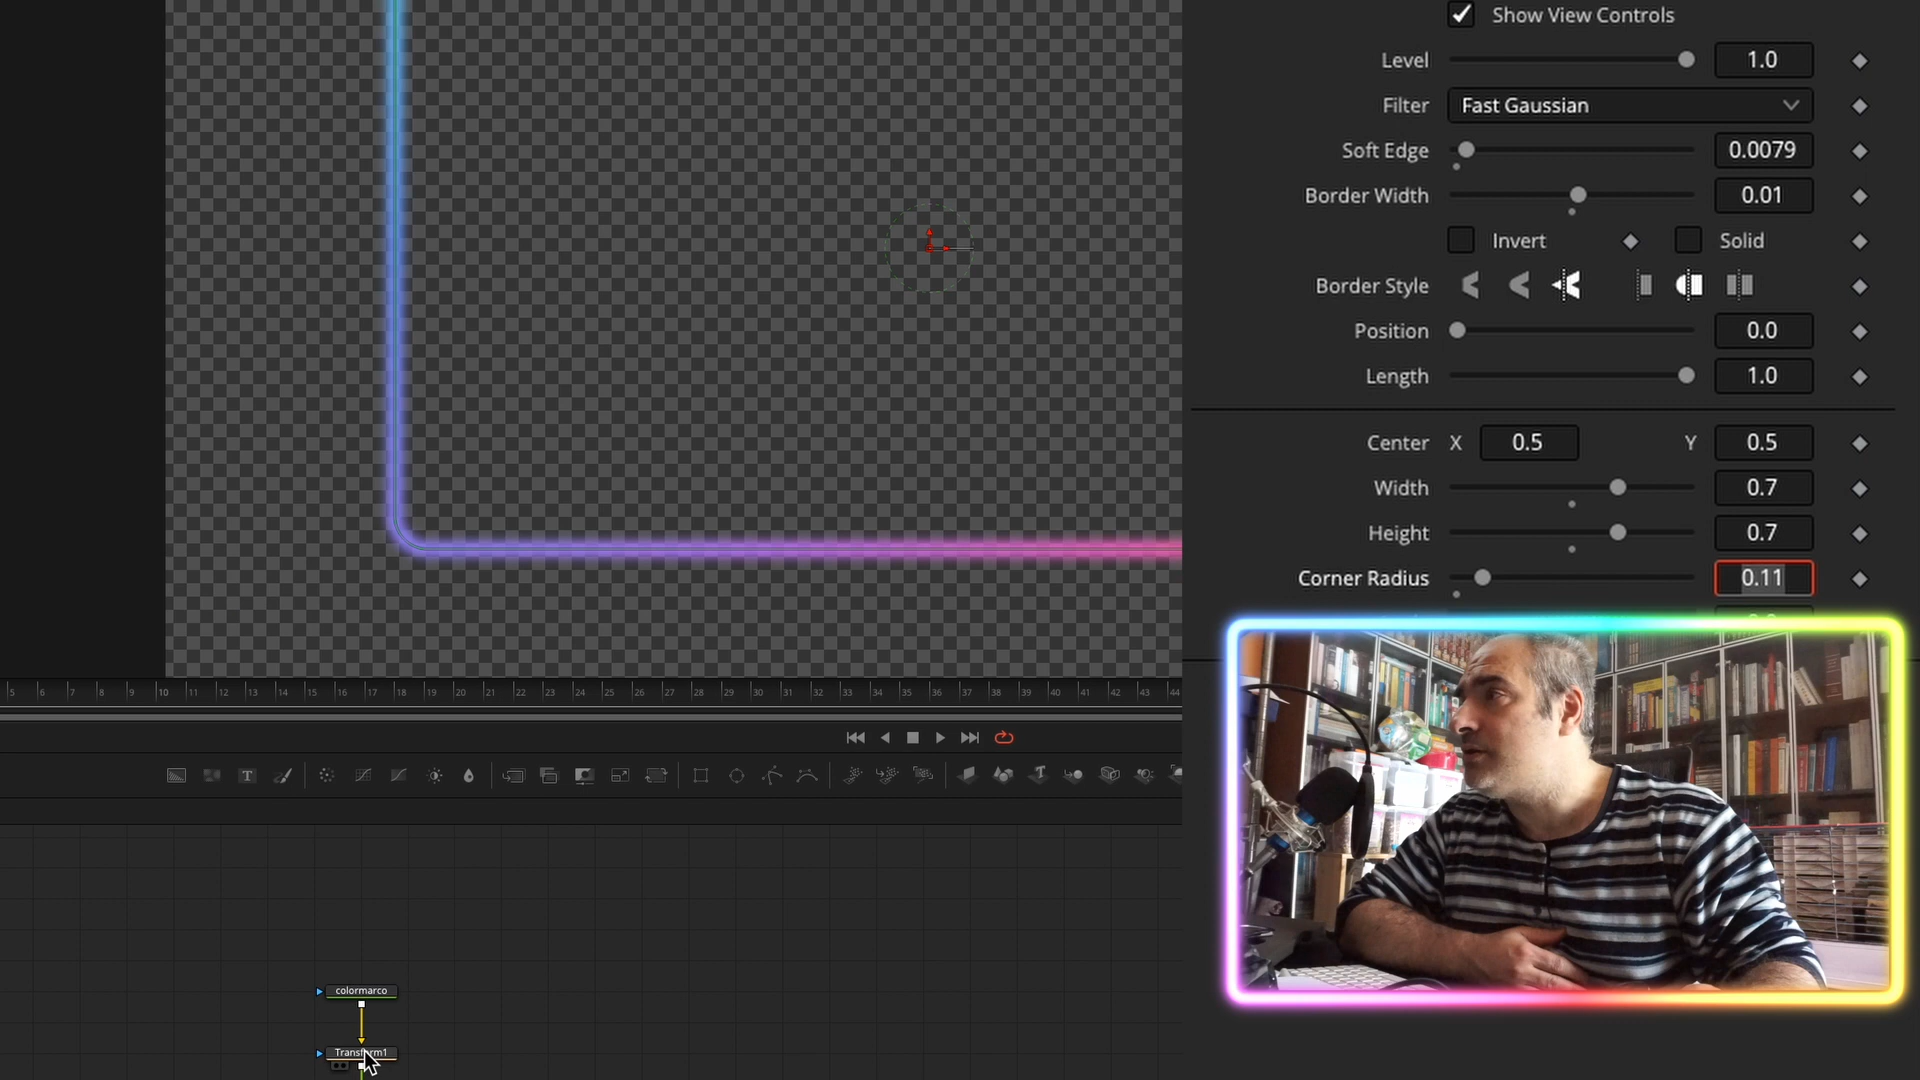 Show View Controls
Level 1.0
Filter Fast Gaussian
Soft Edge 0.0079
Border Width 0.01
Invert Solid
Border Style
Position 0.0
Length 1.0
Center X 0.5 Y 0.5
Width 0.7
Height 0.7
Corner Radius 0.11
5 6 7 8 9 10 11 12 13 14 15 16 17 18 19 20 21 22 23 24 25 26 27 28 29 30 31 32 33 34 35 36 37 38 39 40 41 42 43 44
T
colormarco
Transform1